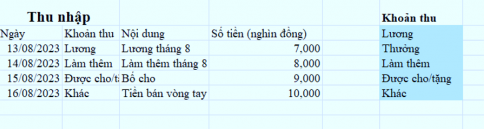 Thu nhập Khoản thu
Ngày Khoản thu Nội dung Số tiền (nghìn đồng) Lương
13/08/2023 Lương Lương tháng 8 7,000 Thưởng
14/08/2023 Làm thêm Làm thêm tháng 8 8,000 Làm thêm
15/08/2023 Được cho/tặ Bố cho 9,000 Được cho/tặng
16/08/2023 Khác Tiền bán vòng tay 10,000 Khác